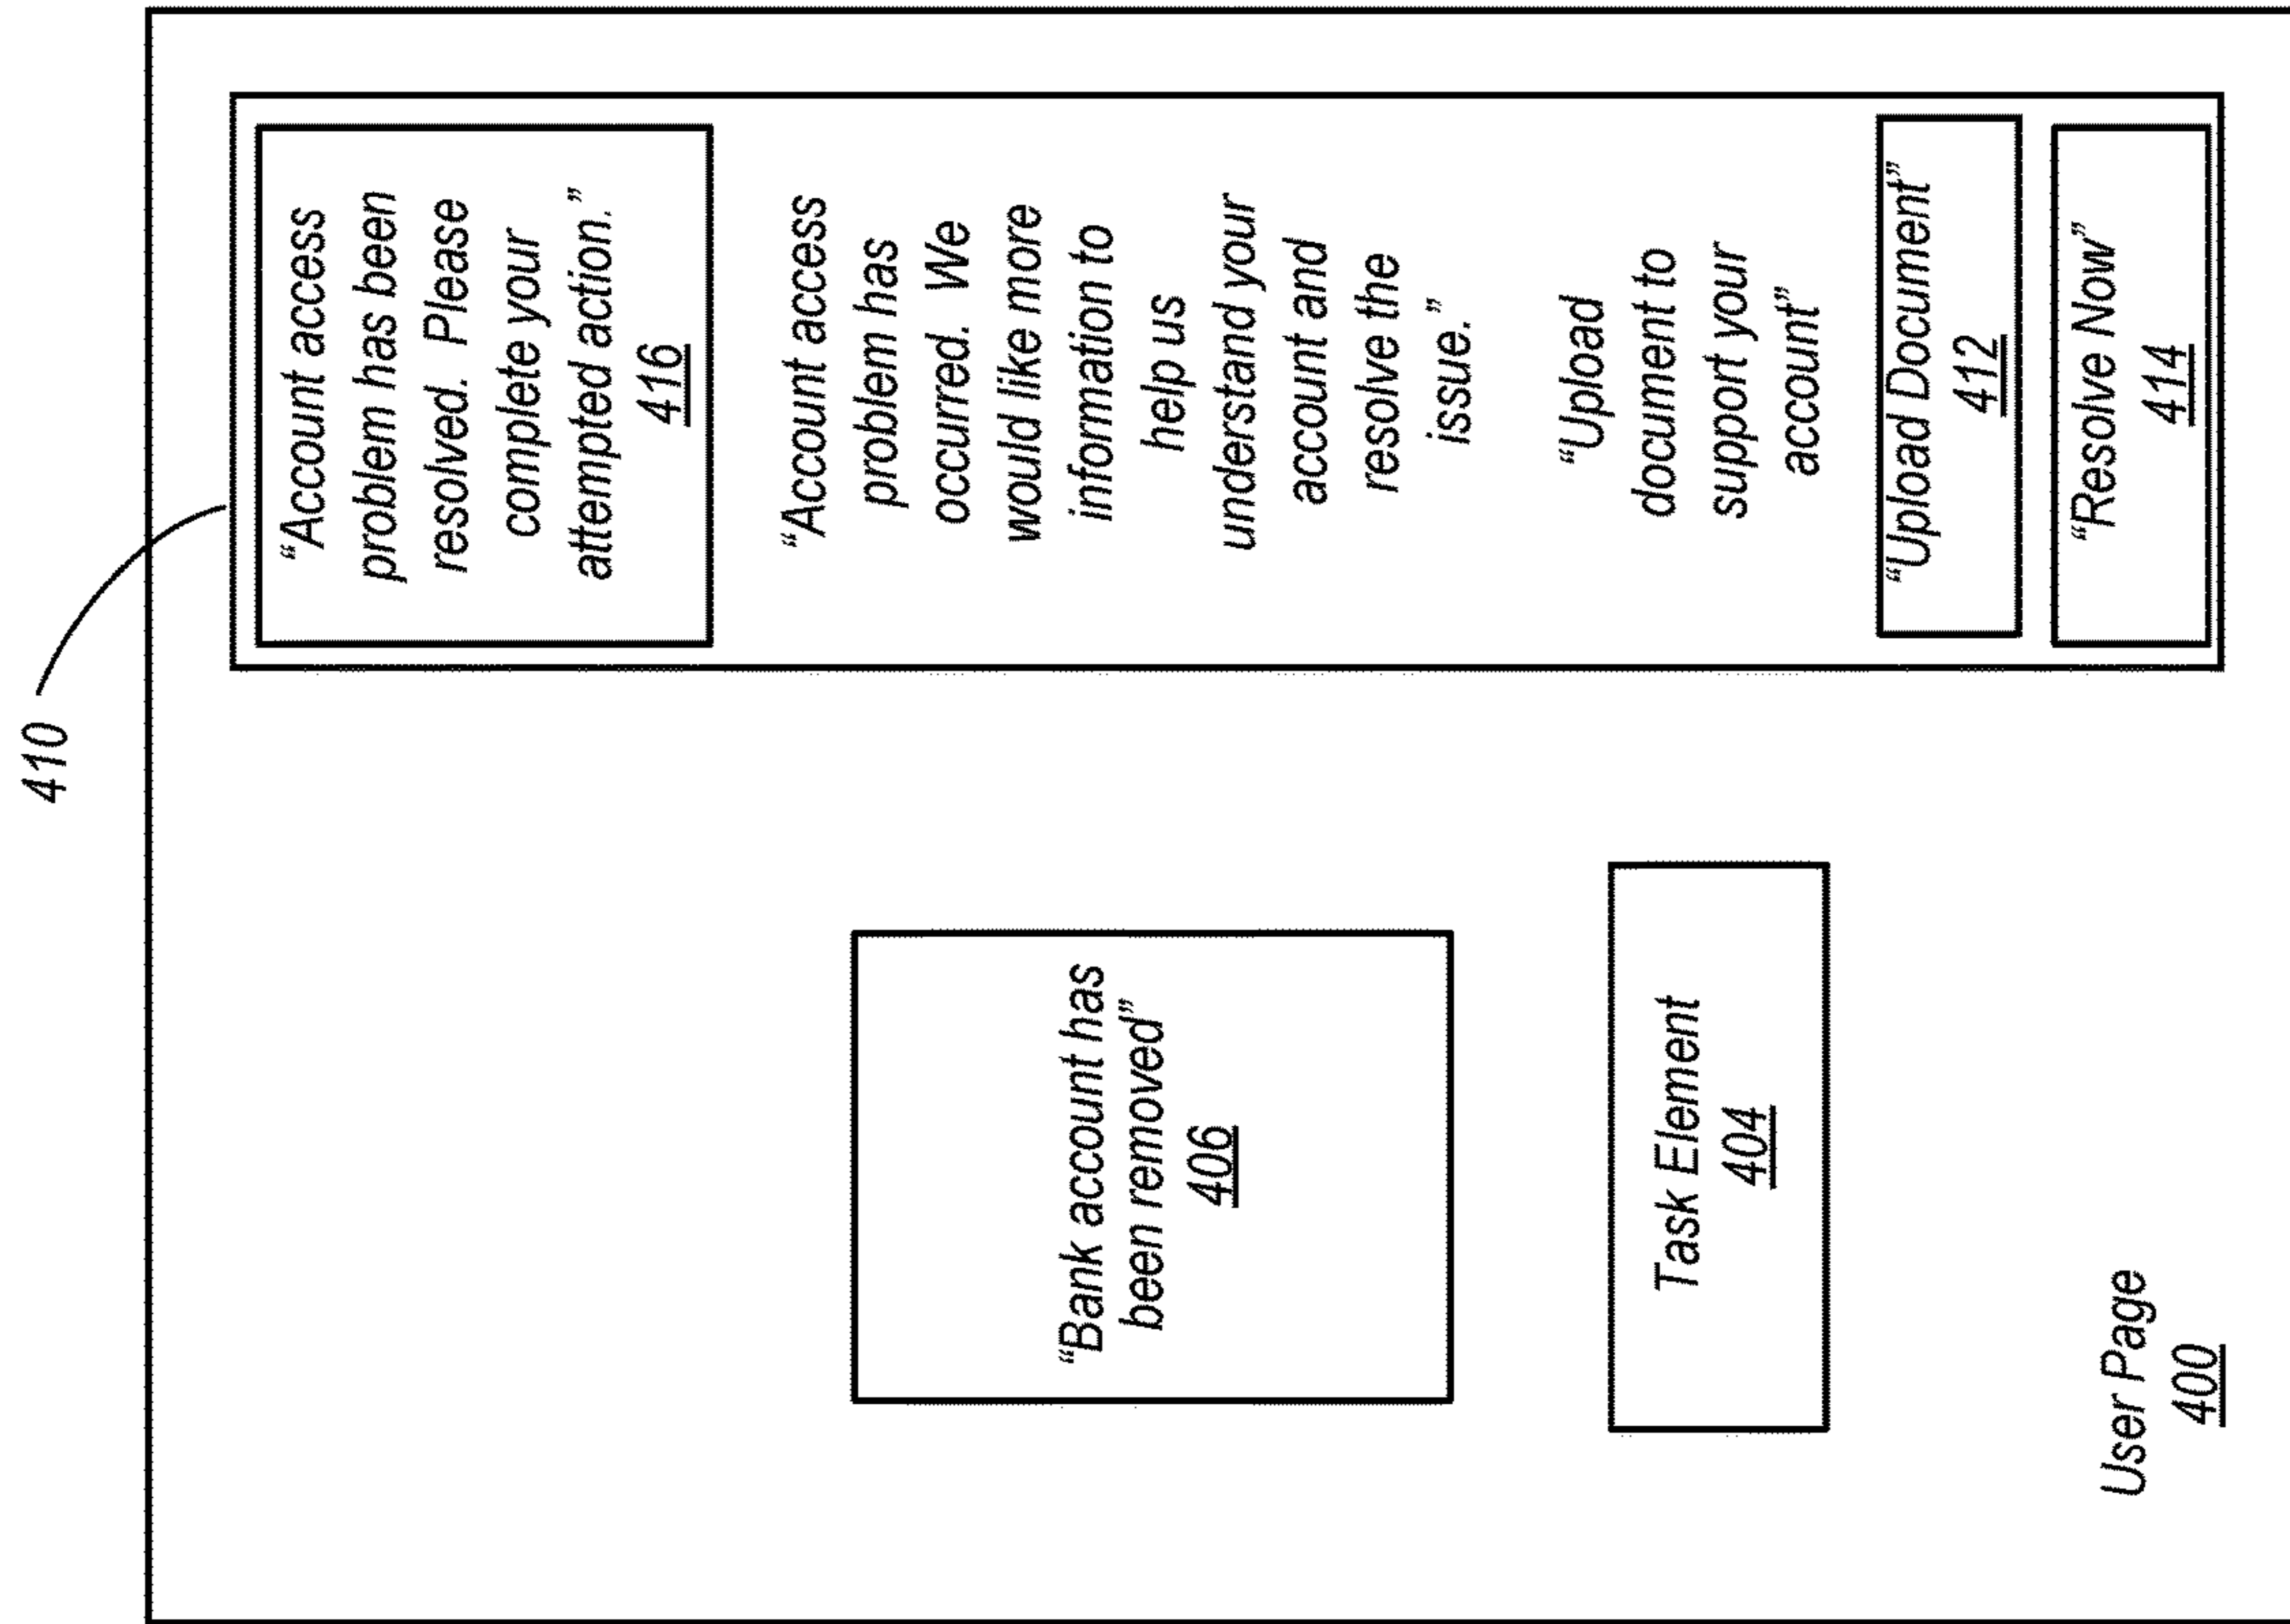 410
“Account access
problem has been
resolved.  Please
complete your
attempted action.”
416
“Account access
problem has
occurred.  We
would like more
information to
help us
understand your
account and
resolve the
issue.”
“Upload
document to
support your
account”
“Upload Document”
412
“Resolve Now”
414
“Bank account has
been removed”
406
Task Element
404
User Page
400